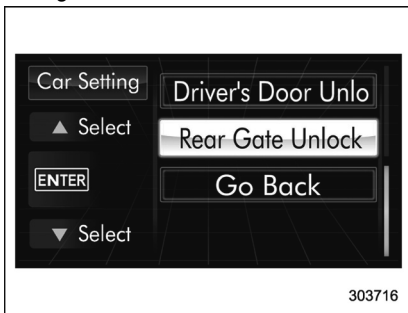 Car Setting
Driver's Door Unlo
▲ Select
Rear Gate Unlock
ENTER
Go Back
▼ Select
303716